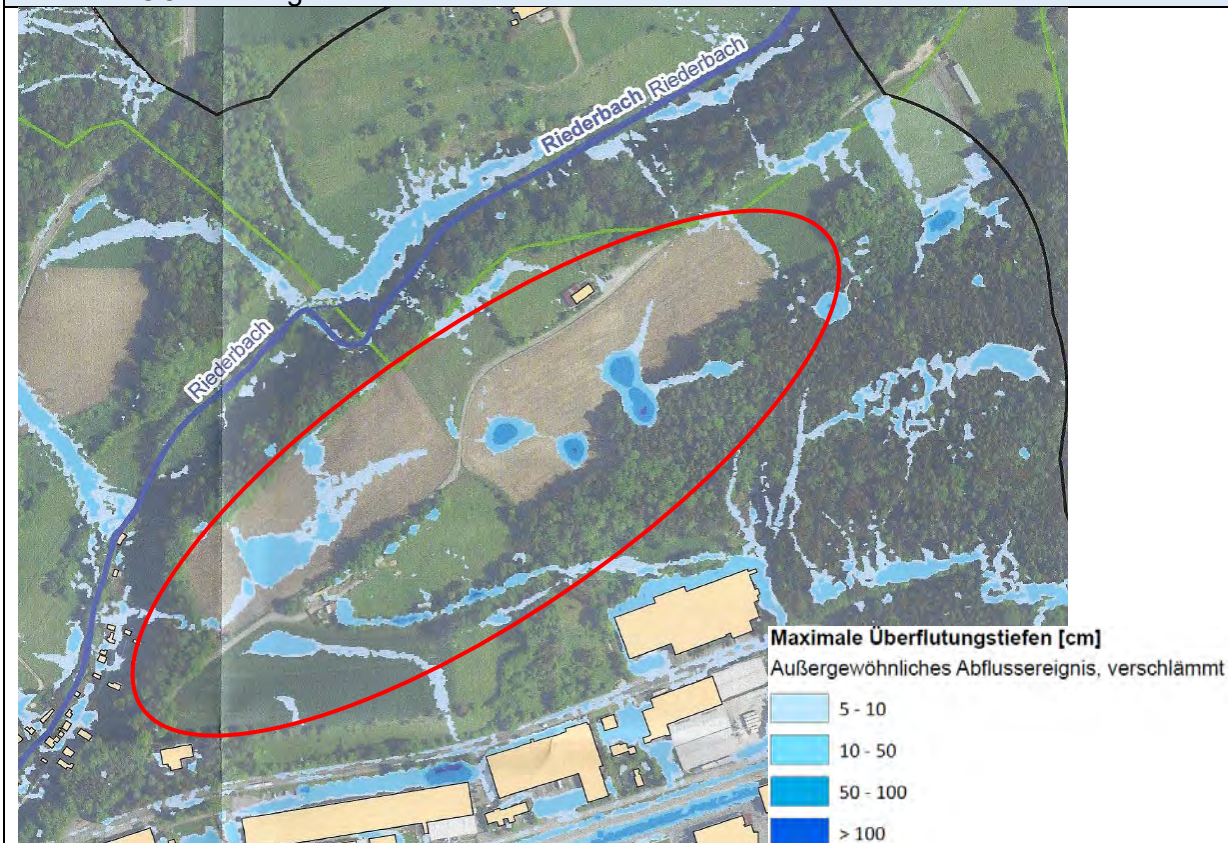 Riederbach Riederbach
Riederbach
Maximale Überflutungstiefen [cm]
Außergewöhnliches Abflussereignis, verschlämmt
5 - 10
10 - 50
50 - 100
> 100